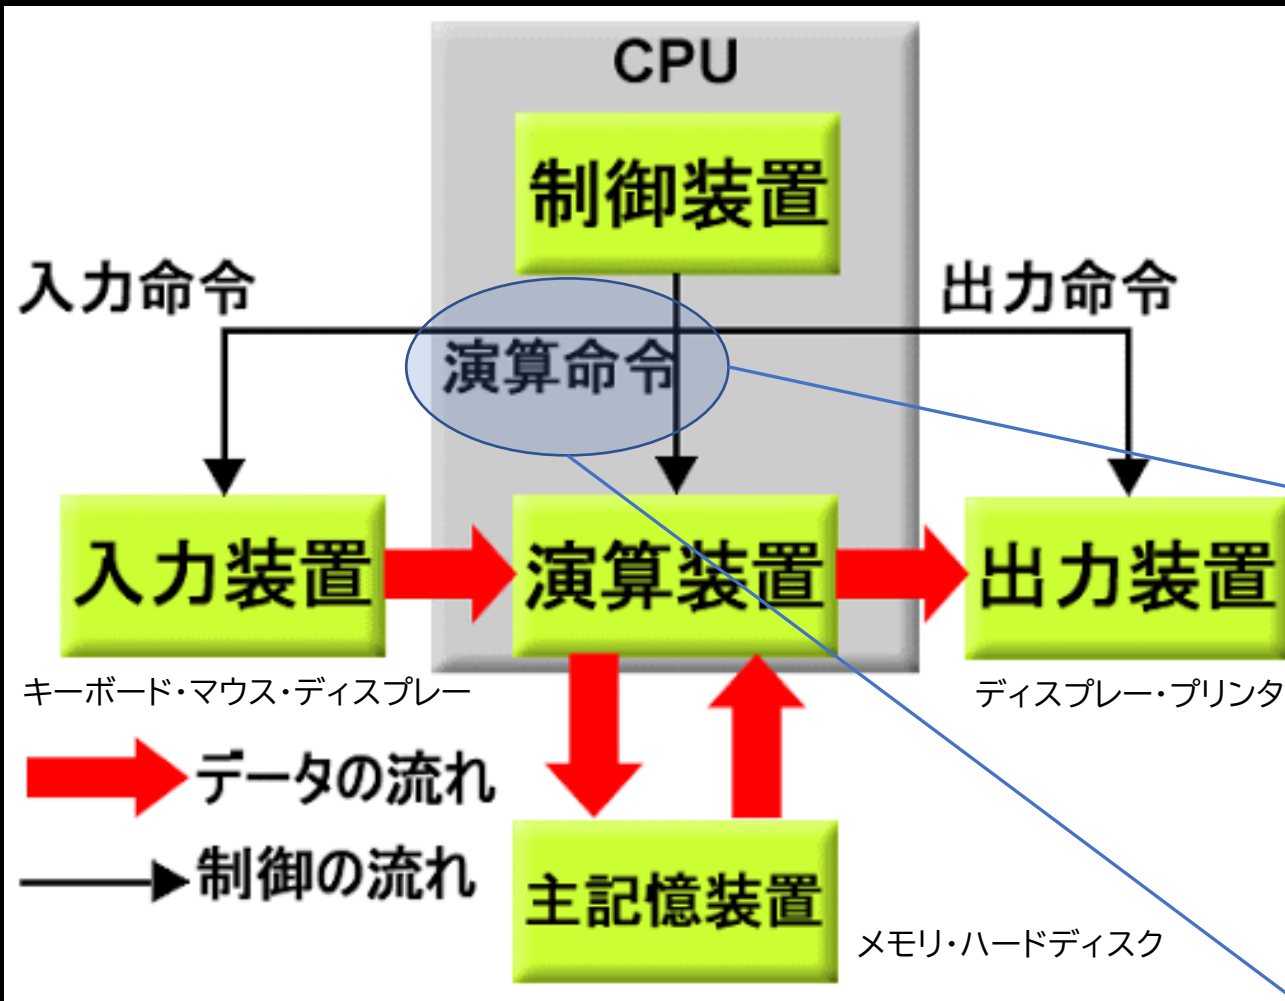 CPU
制御装置
入力命令
出力命令
演算命令
入力装置
演算装置
出力装置
キーボード・マウス・ディスプレー
ディスプレー・プリンタ
データの流れ
制御の流れ
主記憶装置
メモリ・ハードディスク